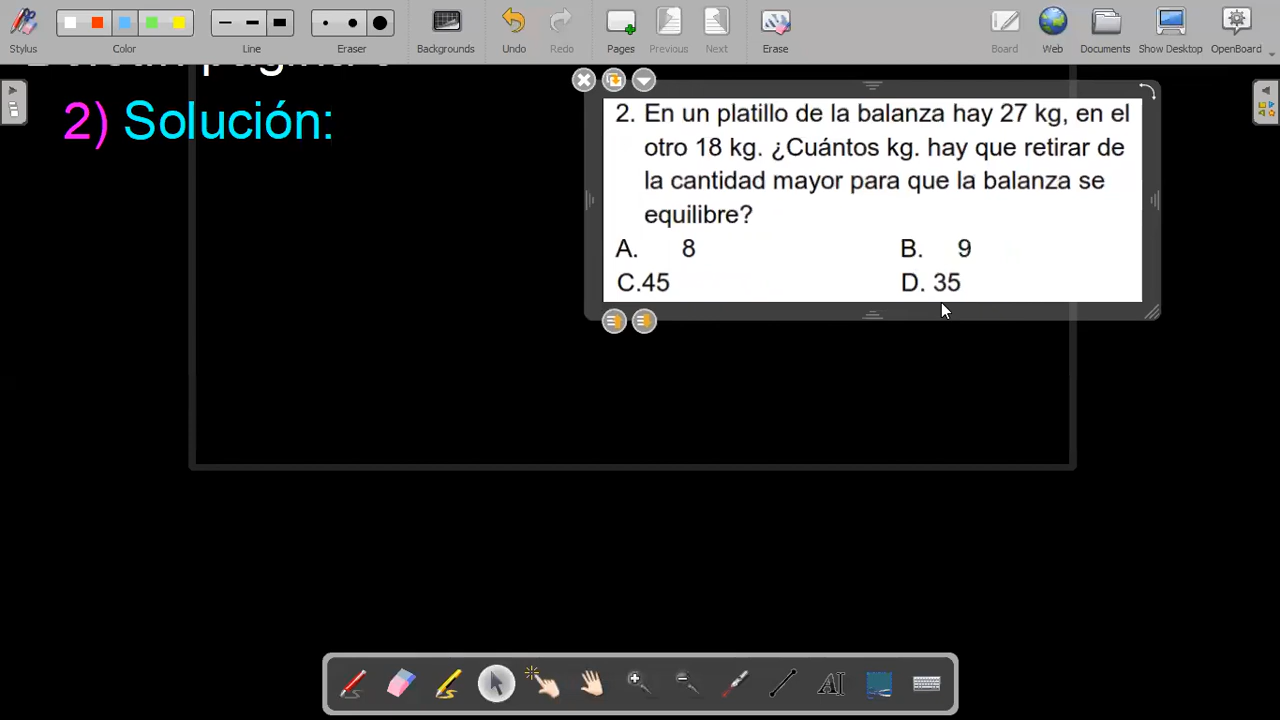 Stylus Color Line Eraser Backgrounds Undo Redo Pages Previous Next Erase Board Web Documents Show Desktop OpenBoard
2) Solución:
2. En un platillo de la balanza hay 27 kg, en el
otro 18 kg. ¿Cuántos kg. hay que retirar de
la cantidad mayor para que la balanza se
equilibre?
A. 8 B. 9
C.45 D. 35
AI